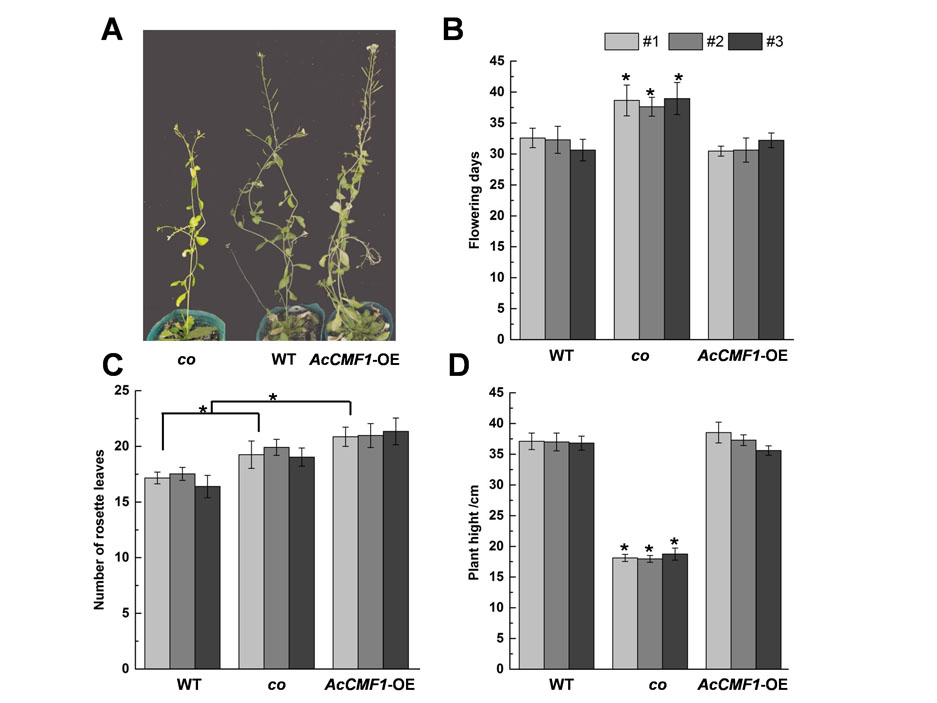 A
co WT AcCMF1-OE
B
#1 #2 #3
45
40
35
30
25
20
15
10
5
0
Flowering days
WT co AcCMF1-OE
* * *
C
25
20
15
10
5
0
Number of rosette leaves
WT co AcCMF1-OE
* *
D
45
40
35
30
25
20
15
10
5
0
Plant hight /cm
WT co AcCMF1-OE
* * *